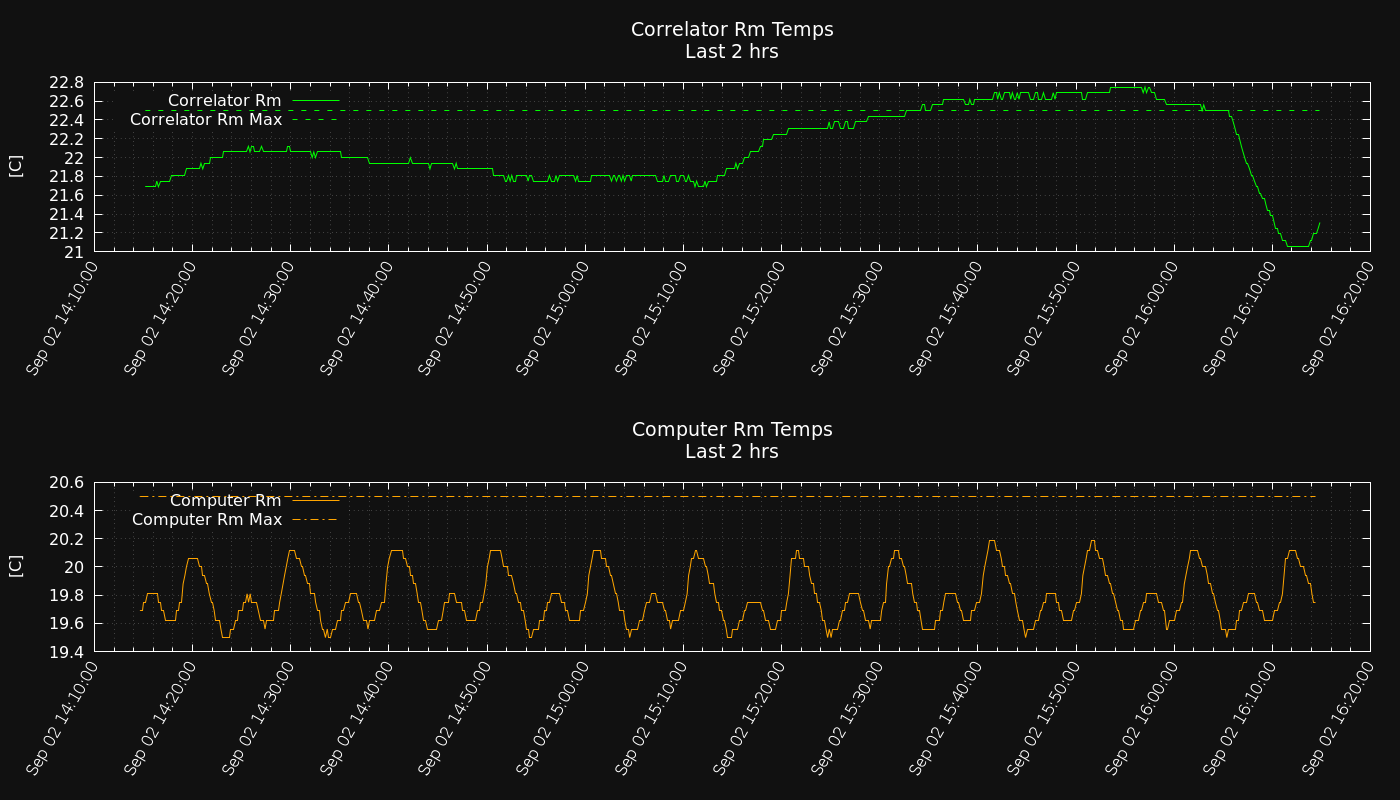 Correlator Rm Temps
Last 2 hrs
22.8
22.6
22.4
22.2
22
21.8
21.6
21.4
21.2
21
[C]
Correlator Rm
Correlator Rm Max
Sep 02 14:10:00
Sep 02 14:20:00
Sep 02 14:30:00
Sep 02 14:40:00
Sep 02 14:50:00
Sep 02 15:00:00
Sep 02 15:10:00
Sep 02 15:20:00
Sep 02 15:30:00
Sep 02 15:40:00
Sep 02 15:50:00
Sep 02 16:00:00
Sep 02 16:10:00
Sep 02 16:20:00
Computer Rm Temps
Last 2 hrs
20.6
20.4
20.2
20
19.8
19.6
19.4
[C]
Computer Rm
Computer Rm Max
Sep 02 14:10:00
Sep 02 14:20:00
Sep 02 14:30:00
Sep 02 14:40:00
Sep 02 14:50:00
Sep 02 15:00:00
Sep 02 15:10:00
Sep 02 15:20:00
Sep 02 15:30:00
Sep 02 15:40:00
Sep 02 15:50:00
Sep 02 16:00:00
Sep 02 16:10:00
Sep 02 16:20:00